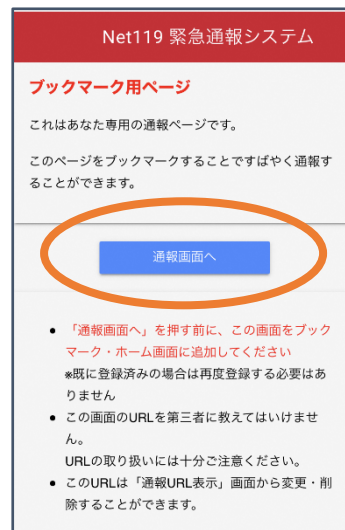 Net119 緊急通報システム
ブックマーク用ページ
これはあなた専用の通報ページです。
このページをブックマークすることですばやく通報す
ることができます。
通報画面へ
● 「通報画面へ」を押す前に、この画面をブック
マーク・ホーム画面に追加してください
※既に登録済みの場合は再度登録する必要はあ
りません
● この画面のURLを第三者に教えてはいけませ
ん。
URLの取り扱いには十分ご注意ください。
● このURLは「通報URL表示」画面から変更・削
除することができます。